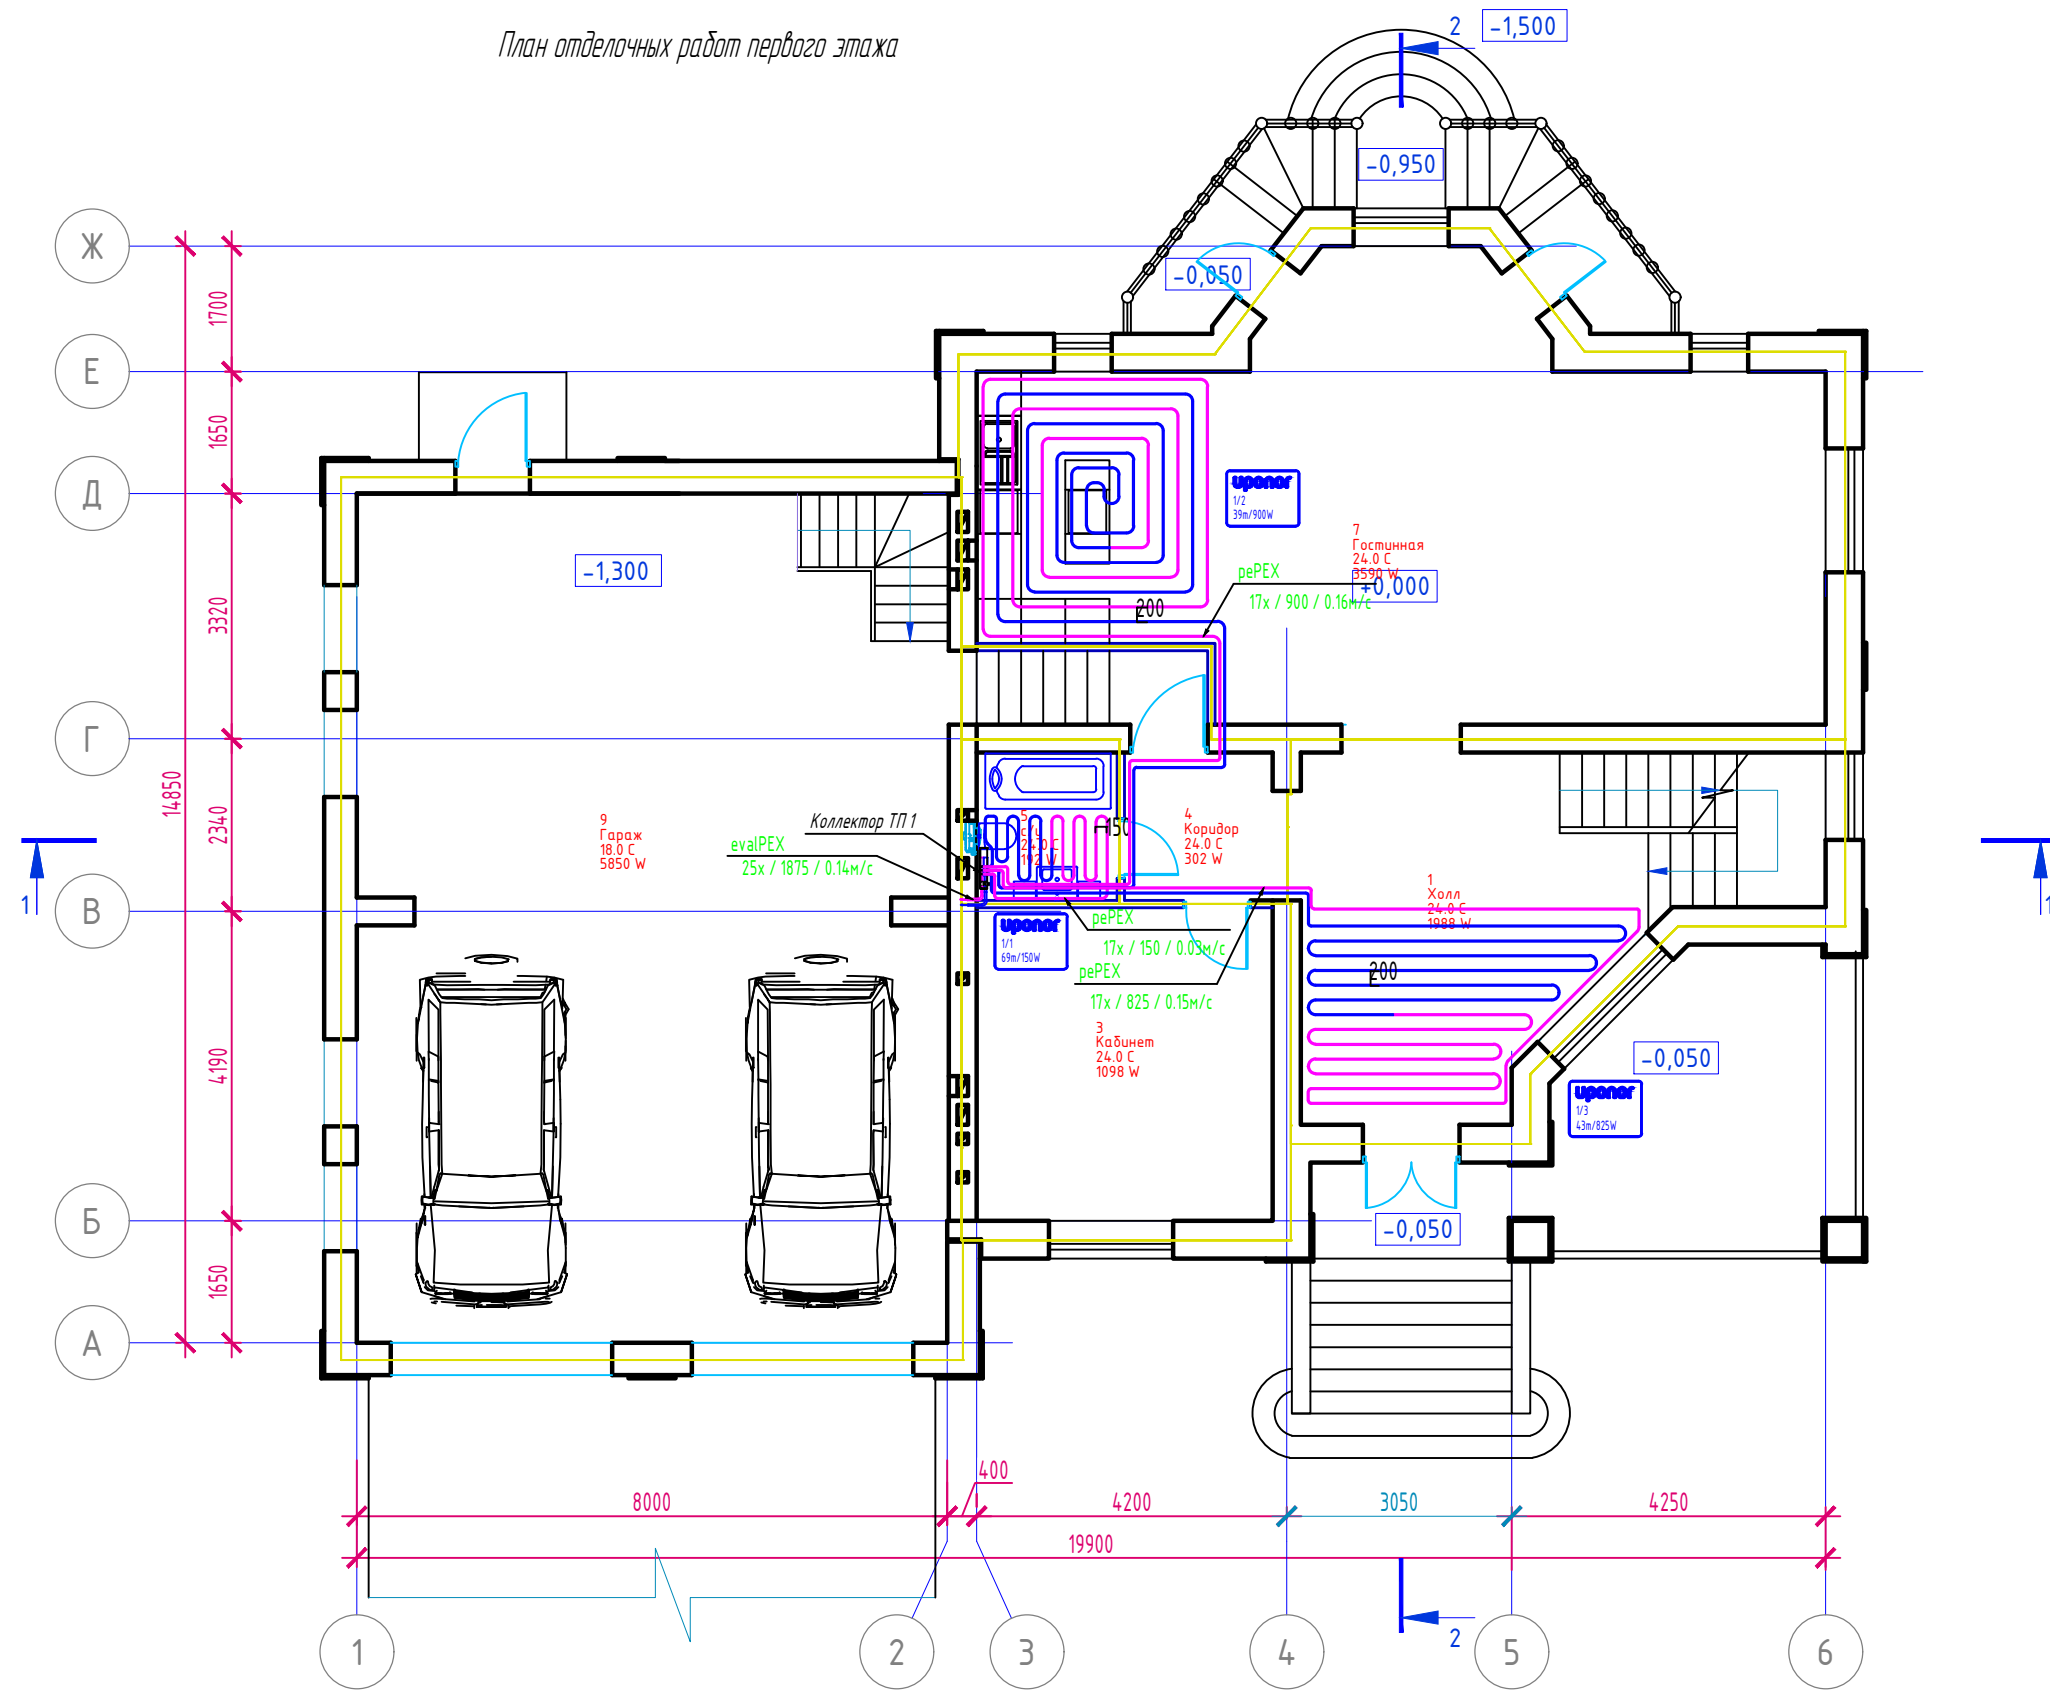 План отделочных работ первого этажа
2
-1,500
-0,950
-0,050
Ж
Е
Д
Г
В
Б
А
1700
1650
3320
2340
4190
1650
14850
-1,300
uponor
1/2
39m/900W
7
Гостинная
24.0 C
3590 W
+0,000
pePEX
17x / 900 / 0.16м/с
200
9
Гараж
18.0 C
5850 W
Коллектор ТП 1
evalPEX
25x / 1875 / 0.14м/с
5
с/у
24.0 C
192 W
150
4
Коридор
24.0 C
302 W
1
Холл
24.0 C
1988 W
1
1
uponor
1/1
69m/150W
pePEX
17x / 150 / 0.03м/с
pePEX
17x / 825 / 0.15м/с
200
3
Кабинет
24.0 C
1098 W
-0,050
uponor
1/3
43m/825W
-0,050
400
8000
4200
3050
4250
19900
2
1
2
3
4
5
6